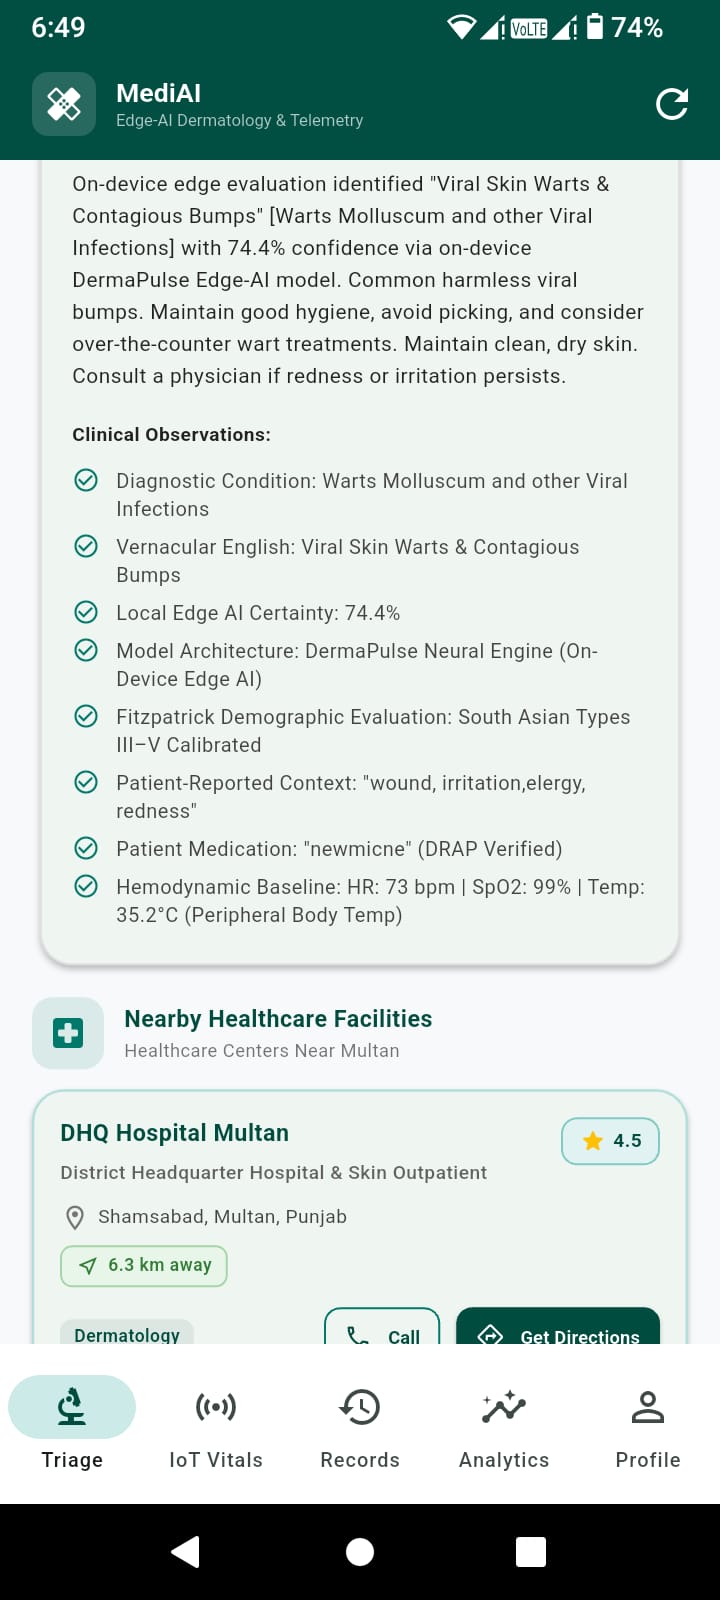 6:49
VoLTE
74%
MediAI
Edge-AI Dermatology & Telemetry
On-device edge evaluation identified "Viral Skin Warts &
Contagious Bumps" [Warts Molluscum and other Viral
Infections] with 74.4% confidence via on-device
DermaPulse Edge-AI model. Common harmless viral
bumps. Maintain good hygiene, avoid picking, and consider
over-the-counter wart treatments. Maintain clean, dry skin.
Consult a physician if redness or irritation persists.
Clinical Observations:
Diagnostic Condition: Warts Molluscum and other Viral
Infections
Vernacular English: Viral Skin Warts & Contagious
Bumps
Local Edge AI Certainty: 74.4%
Model Architecture: DermaPulse Neural Engine (On-
Device Edge AI)
Fitzpatrick Demographic Evaluation: South Asian Types
III–V Calibrated
Patient-Reported Context: "wound, irritation,elergy,
redness"
Patient Medication: "newmicne" (DRAP Verified)
Hemodynamic Baseline: HR: 73 bpm | SpO2: 99% | Temp:
35.2°C (Peripheral Body Temp)
Nearby Healthcare Facilities
Healthcare Centers Near Multan
DHQ Hospital Multan
4.5
District Headquarter Hospital & Skin Outpatient
Shamsabad, Multan, Punjab
6.3 km away
Dermatology
Call
Get Directions
Triage
IoT Vitals
Records
Analytics
Profile